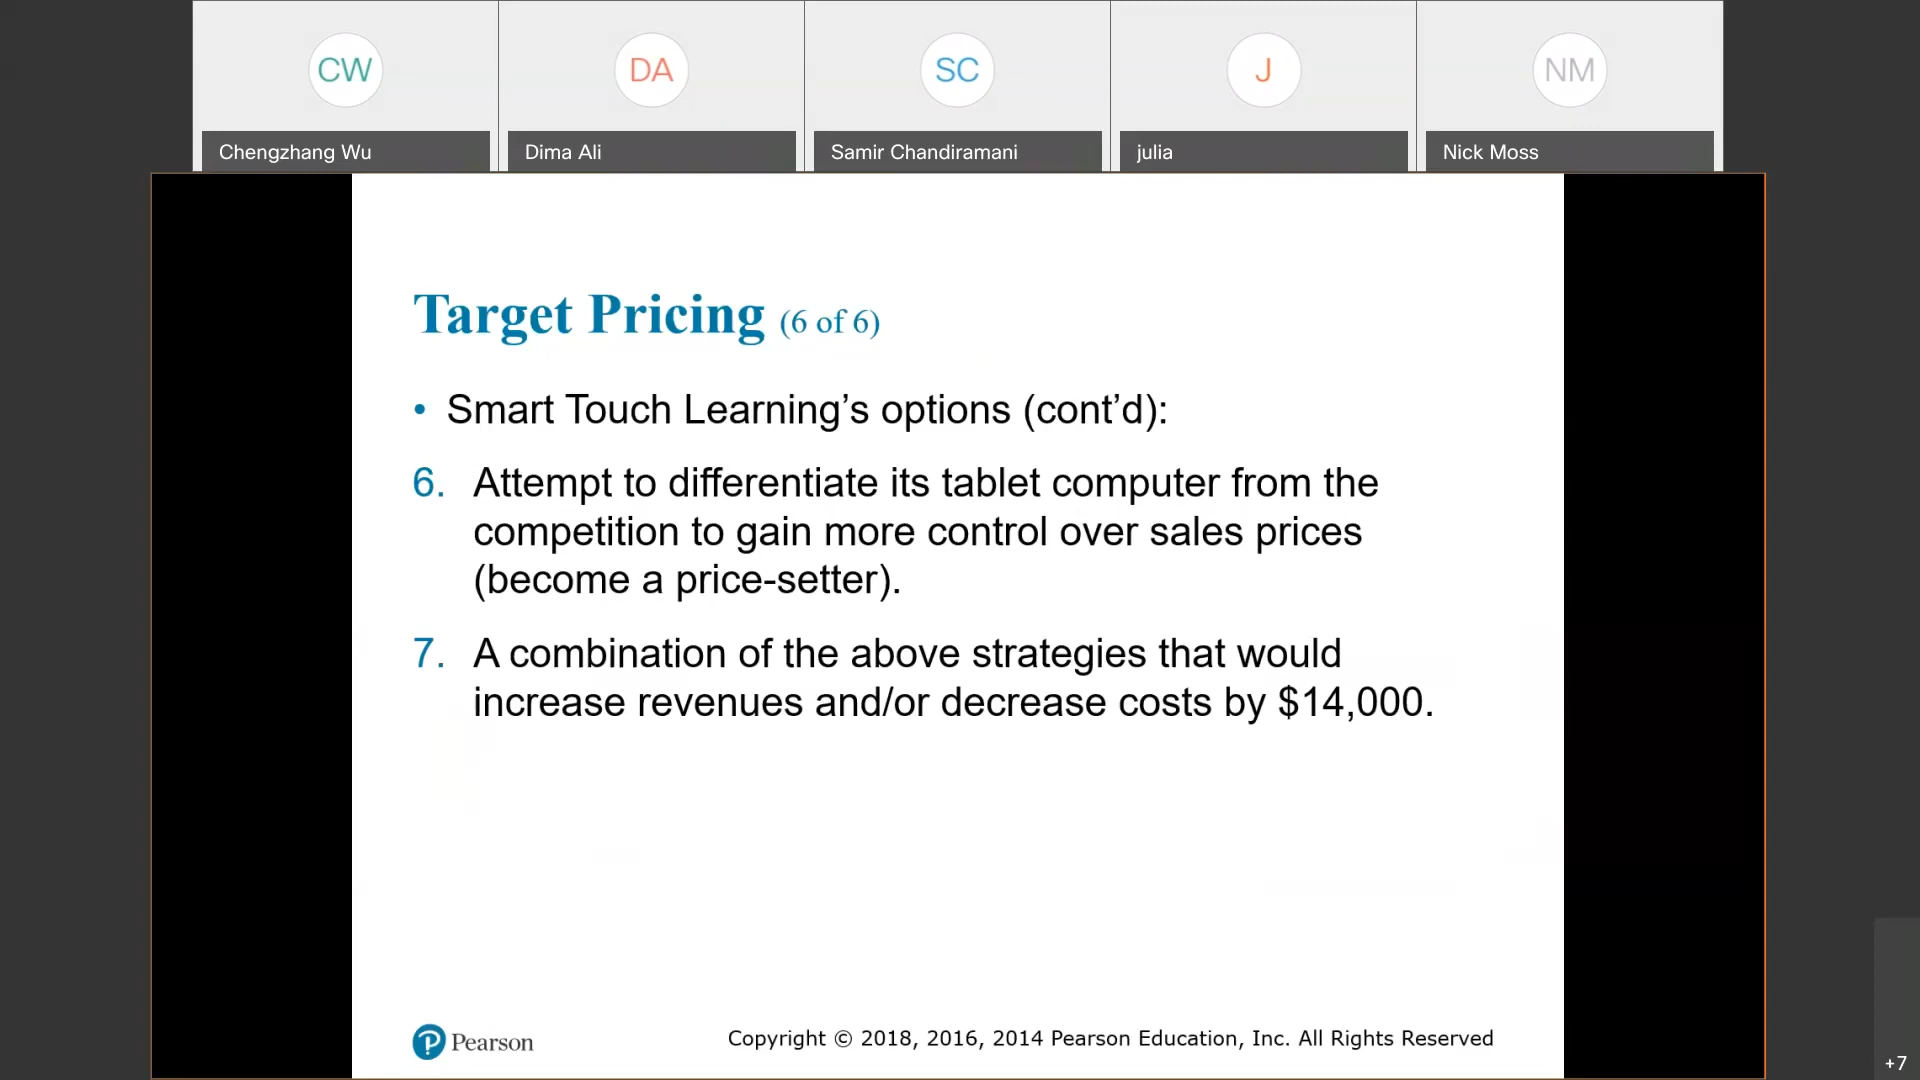 CW
DA
SC
J
NM
Chengzhang Wu
Dima Ali
Samir Chandiramani
julia
Nick Moss
Target Pricing (6 of 6)
• Smart Touch Learning’s options (cont’d):
6. Attempt to differentiate its tablet computer from the
competition to gain more control over sales prices
(become a price-setter).
7. A combination of the above strategies that would
increase revenues and/or decrease costs by $14,000.
Pearson
Copyright © 2018, 2016, 2014 Pearson Education, Inc. All Rights Reserved
+7